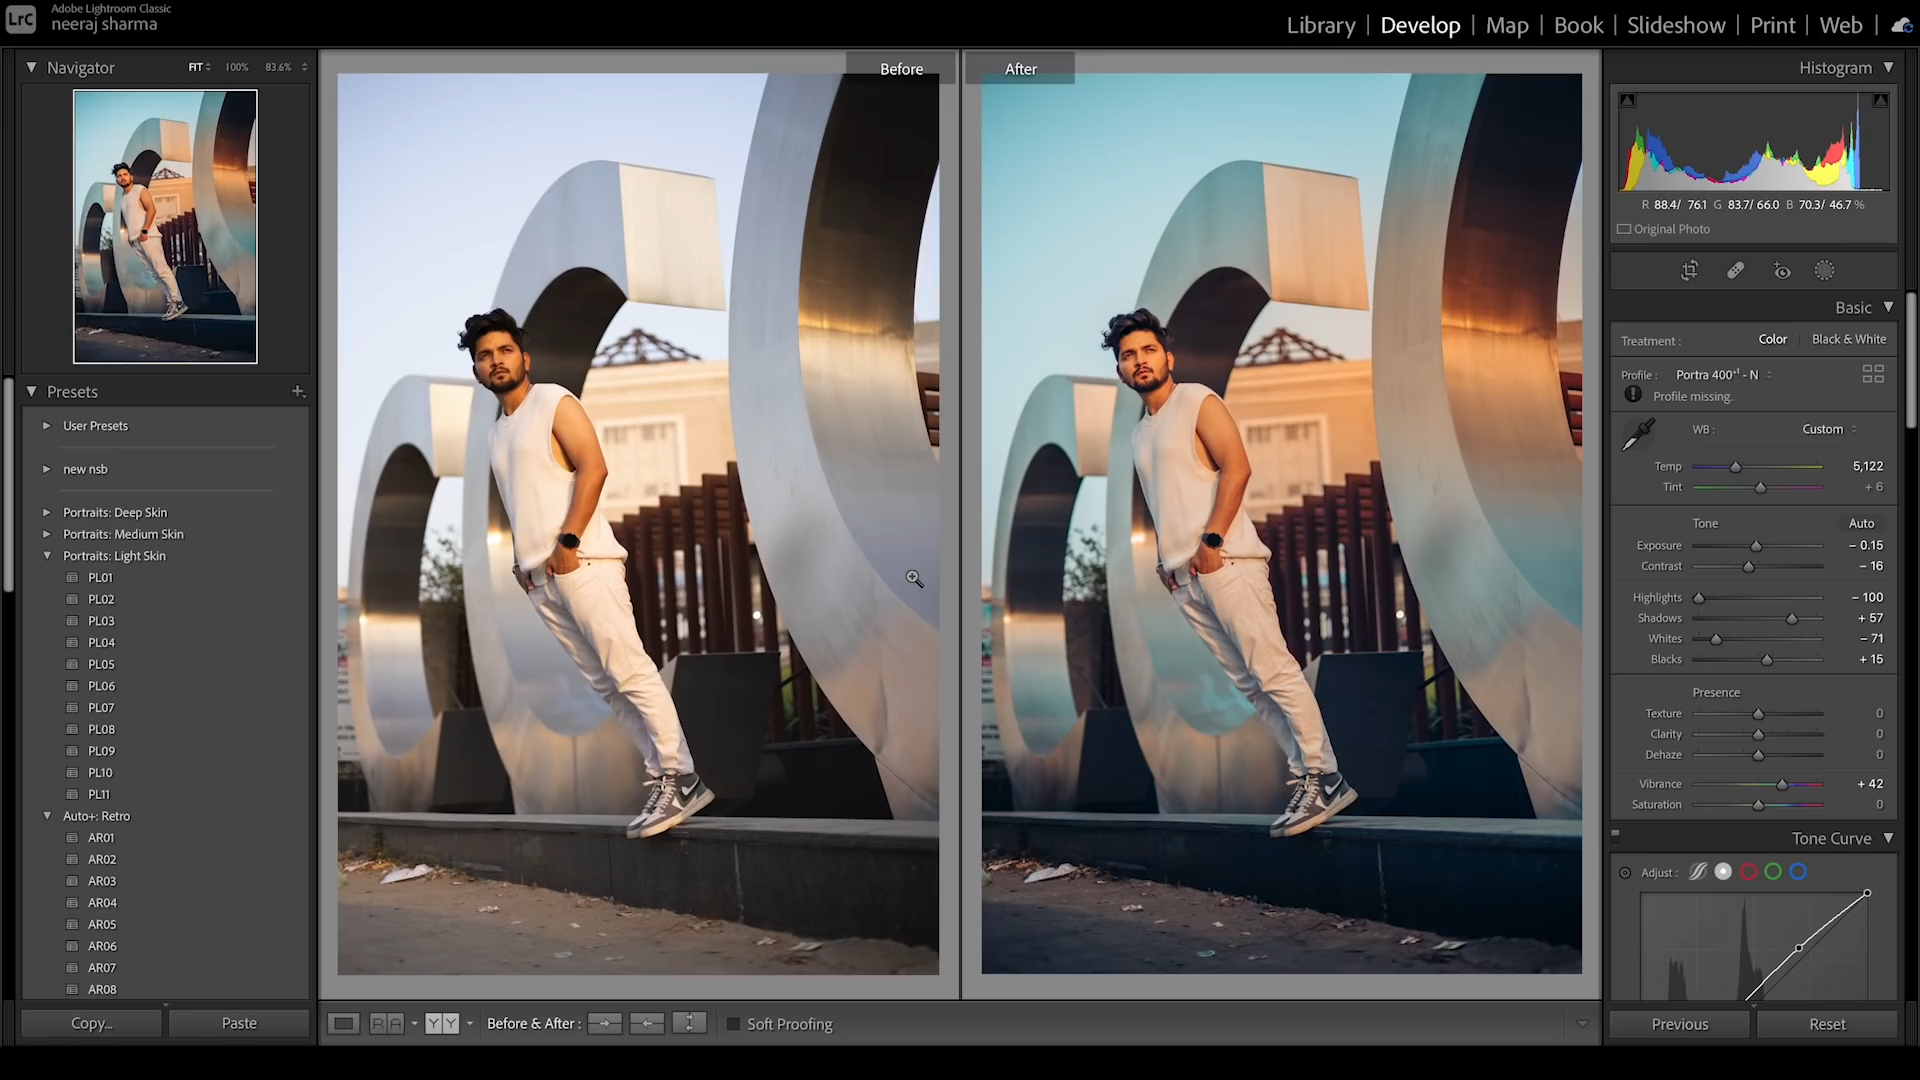 LrC
Adobe Lightroom Classic
neeraj sharma
Library | Develop | Map | Book | Slideshow | Print | Web |
Navigator FIT 100% 83.6%
Presets
User Presets
new nsb
Portraits: Deep Skin
Portraits: Medium Skin
Portraits: Light Skin
PL01
PL02
PL03
PL04
PL05
PL06
PL07
PL08
PL09
PL10
PL11
Auto+: Retro
AR01
AR02
AR03
AR04
AR05
AR06
AR07
AR08
Copy... Paste
Before After
R A Y Y Before & After : Soft Proofing
Histogram
R 88.4/ 76.1 G 83.7/ 66.0 B 70.3/ 46.7 %
Original Photo
Basic
Treatment : Color Black & White
Profile : Portra 400⁺¹ - N
Profile missing.
WB : Custom
Temp 5,122
Tint + 6
Tone Auto
Exposure – 0.15
Contrast – 16
Highlights – 100
Shadows + 57
Whites – 71
Blacks + 15
Presence
Texture 0
Clarity 0
Dehaze 0
Vibrance + 42
Saturation 0
Tone Curve
Adjust :
Previous Reset